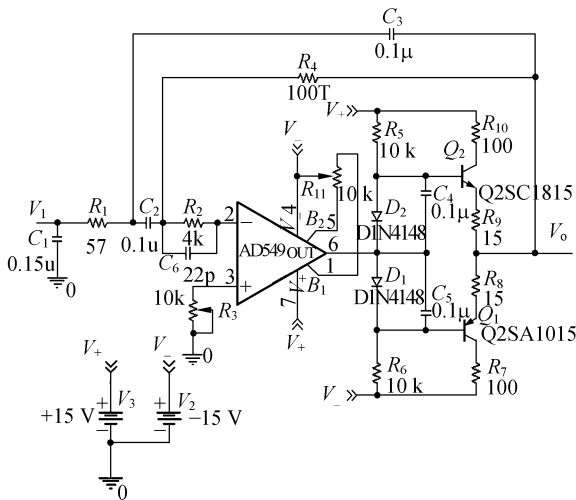 C3
0.1μ
R4
100T
V+
R5
10 k
R10
100
V-
Q2
Q2SC1815
R11
10 k
C4
0.1μ
R9
15
V1
R1
57
C2
0.1u
R2
4k
C6
22p
C1
0.15u
0
2
−
3
+
AD549
OUT
V-
4
B2
5
6
1
B1
V+
7
V+
D2
D1N4148
D1
D1N4148
C5
0.1μ
Vo
R8
15
Q1
Q2SA1015
10k
R3
0
R6
10 k
R7
100
V-
V+
V-
+15 V
+
−
V3
+
−
V2
−15 V
0